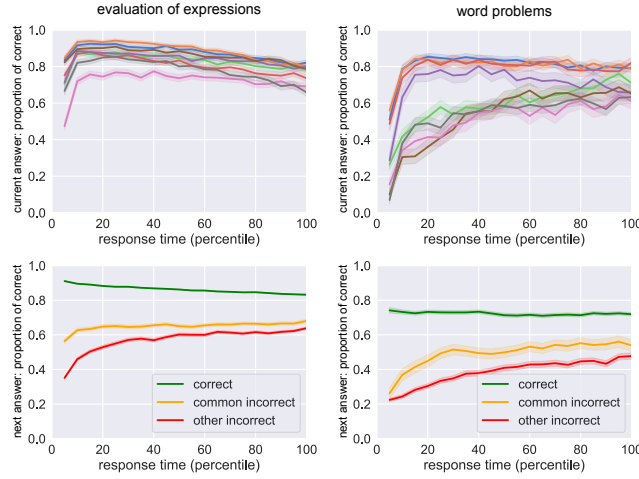 evaluation of expressions
word problems
current answer: proportion of correct
1.0
0.8
0.6
0.4
0.2
0.0
0 20 40 60 80 100
response time (percentile)
current answer: proportion of correct
1.0
0.8
0.6
0.4
0.2
0.0
0 20 40 60 80 100
response time (percentile)
next answer: proportion of correct
1.0
0.8
0.6
0.4
0.2
0.0
correct
common incorrect
other incorrect
0 20 40 60 80 100
response time (percentile)
next answer: proportion of correct
1.0
0.8
0.6
0.4
0.2
0.0
correct
common incorrect
other incorrect
0 20 40 60 80 100
response time (percentile)